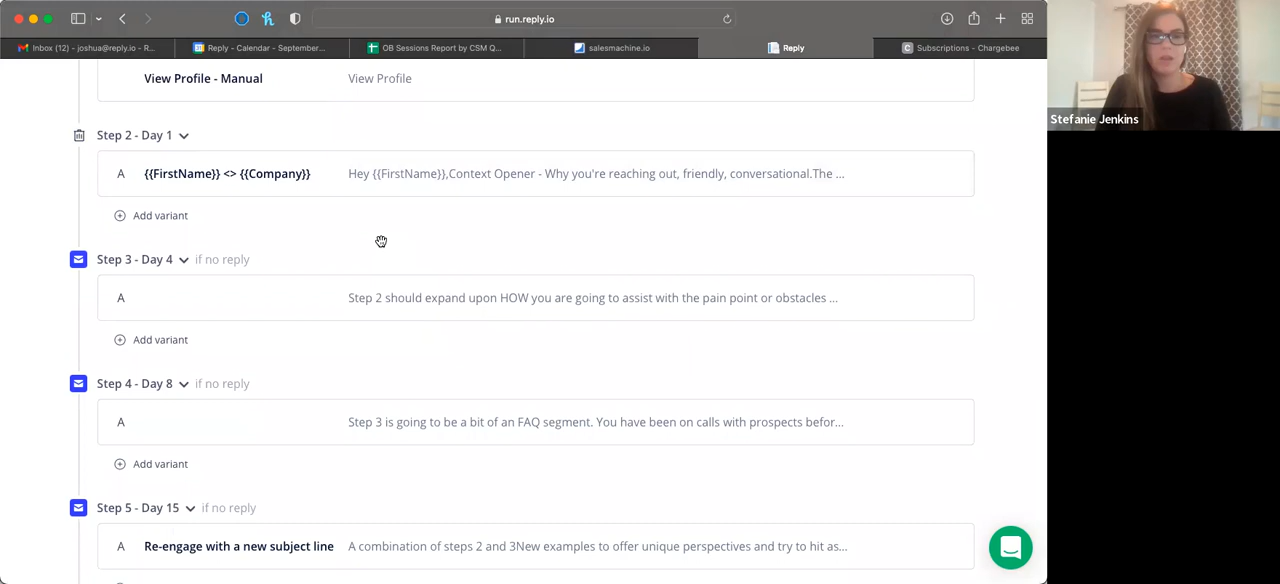 run.reply.io
Inbox (12) - joshua@reply.io - R...
Reply - Calendar - September...
OB Sessions Report by CSM Q...
salesmachine.io
Reply
C Subscriptions - Chargebee
Stefanie Jenkins
View Profile - Manual View Profile
Step 2 - Day 1
A {{FirstName}} <> {{Company}} Hey {{FirstName}},Context Opener - Why you're reaching out, friendly, conversational.The ...
Add variant
Step 3 - Day 4 if no reply
A Step 2 should expand upon HOW you are going to assist with the pain point or obstacles ...
Add variant
Step 4 - Day 8 if no reply
A Step 3 is going to be a bit of an FAQ segment. You have been on calls with prospects befor...
Add variant
Step 5 - Day 15 if no reply
A Re-engage with a new subject line A combination of steps 2 and 3New examples to offer unique perspectives and try to hit as...